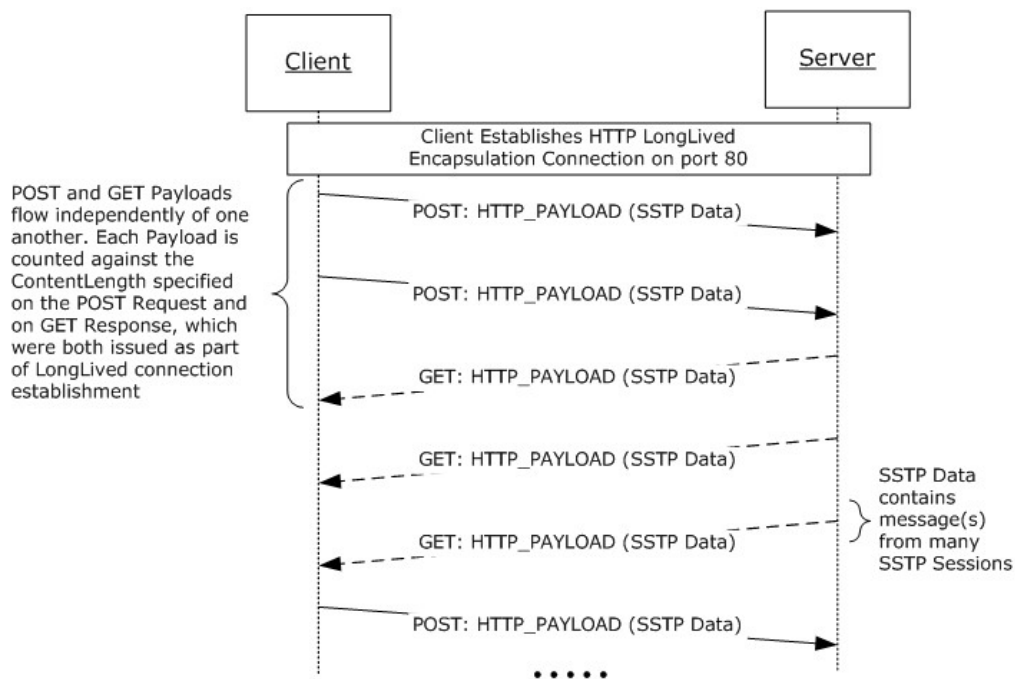 Client
Server
Client Establishes HTTP LongLived
Encapsulation Connection on port 80
POST and GET Payloads
flow independently of one
another. Each Payload is
counted against the
ContentLength specified
on the POST Request and
on GET Response, which
were both issued as part
of LongLived connection
establishment
POST: HTTP_PAYLOAD (SSTP Data)
POST: HTTP_PAYLOAD (SSTP Data)
GET: HTTP_PAYLOAD (SSTP Data)
GET: HTTP_PAYLOAD (SSTP Data)
GET: HTTP_PAYLOAD (SSTP Data)
SSTP Data
contains
message(s)
from many
SSTP Sessions
POST: HTTP_PAYLOAD (SSTP Data)